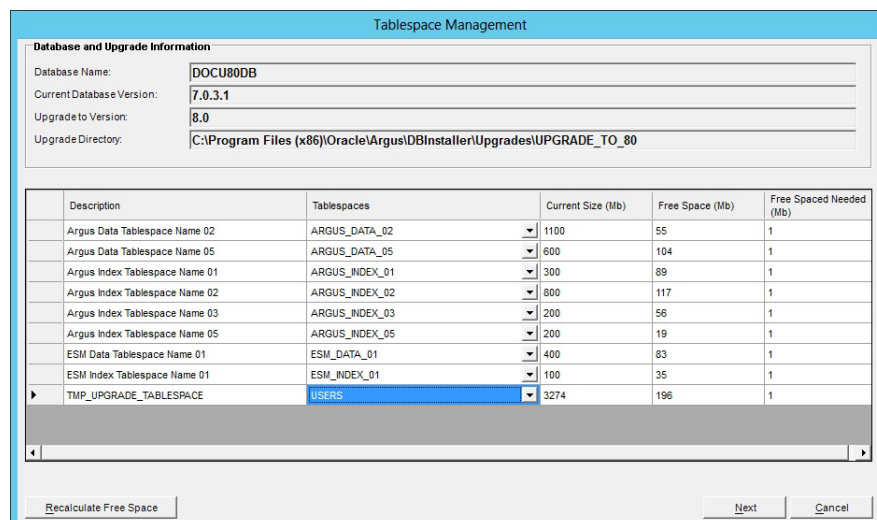 Tablespace Management
Database and Upgrade Information
Database Name: DOCU80DB
Current Database Version: 7.0.3.1
Upgrade to Version: 8.0
Upgrade Directory: C:\Program Files (x86)\Oracle\Argus\DBInstaller\Upgrades\UPGRADE_TO_80
Description Tablespaces Current Size (Mb) Free Space (Mb) Free Spaced Needed (Mb)
Argus Data Tablespace Name 02 ARGUS_DATA_02 1100 55 1
Argus Data Tablespace Name 05 ARGUS_DATA_05 600 104 1
Argus Index Tablespace Name 01 ARGUS_INDEX_01 300 89 1
Argus Index Tablespace Name 02 ARGUS_INDEX_02 800 117 1
Argus Index Tablespace Name 03 ARGUS_INDEX_03 200 56 1
Argus Index Tablespace Name 05 ARGUS_INDEX_05 200 19 1
ESM Data Tablespace Name 01 ESM_DATA_01 400 83 1
ESM Index Tablespace Name 01 ESM_INDEX_01 100 35 1
TMP_UPGRADE_TABLESPACE USERS 3274 196 1
Recalculate Free Space Next Cancel